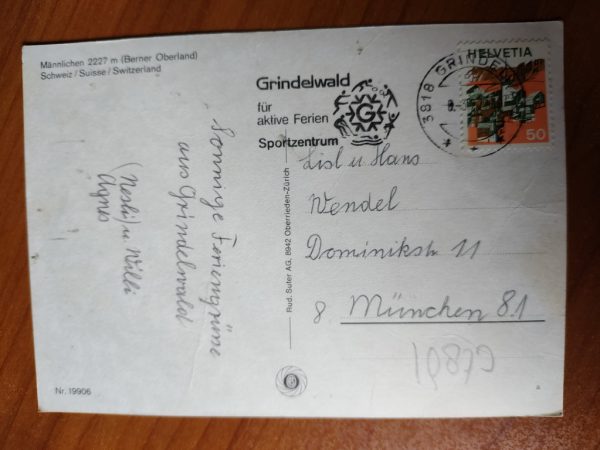 Männlichen 2227 m (Berner Oberland)
Schweiz / Suisse / Switzerland
Sonnige Feriengrüsse
aus Grindelwald
u Willi
Agnes
Nr. 19906
Rud. Suter AG, 8942 Oberrieden-Zürich
Grindelwald
für
aktive Ferien
Sportzentrum
G
3818 GRINDELW
HELVETIA
50
Lisl u Hans
Wendel
Dominikstr 11
8 München 81